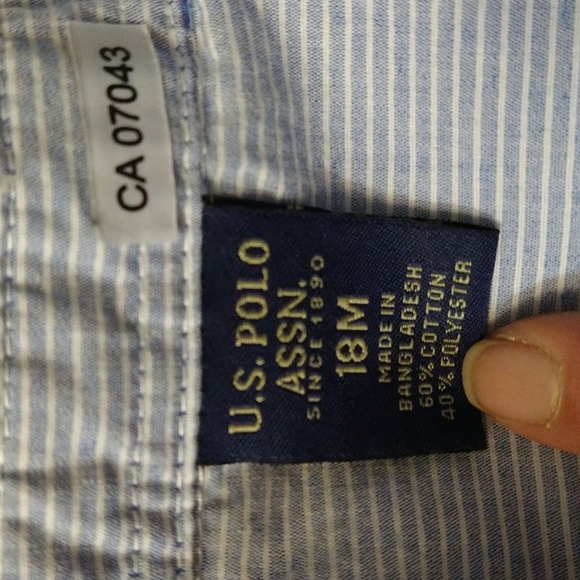 CA 07043
U.S. POLO
ASSN.
SINCE 1890
18M
MADE IN
BANGLADESH
60% COTTON
40% POLYESTER